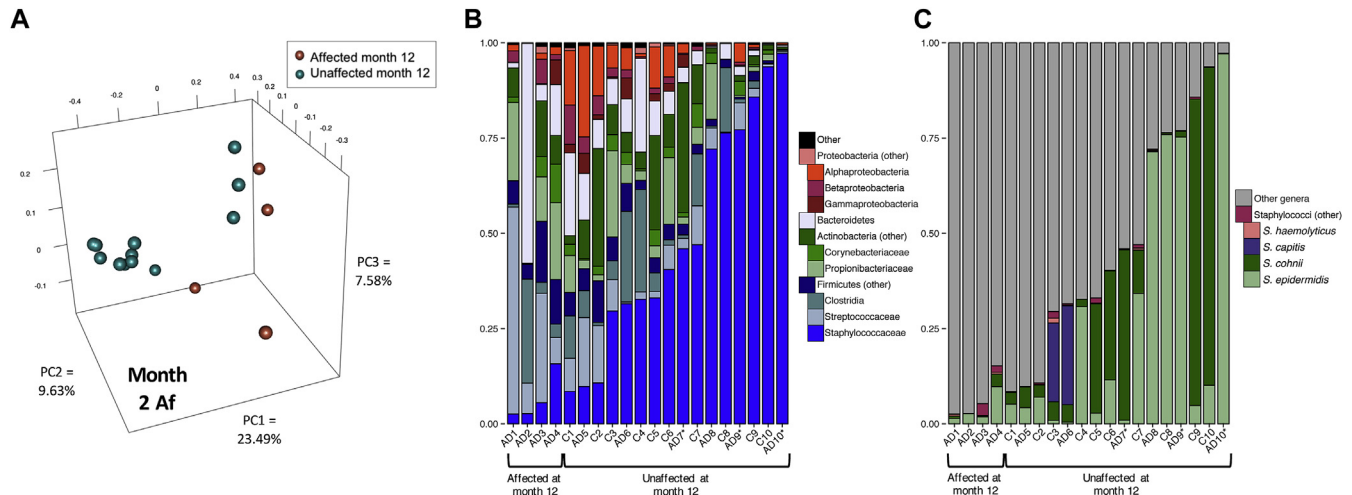 A
Affected month 12
Unaffected month 12
-0.4
-0.2
0
0.2
0.4
0.3
0.2
0.1
0
-0.1
-0.2
-0.3
0.2
0.1
0
-0.1
PC3 =
7.58%
PC2 =
9.63%
Month
2 Af
PC1 =
23.49%
B
1.00
0.75
0.50
0.25
0.00
AD1 AD2 AD3 AD4 C1 AD5 C2 C3 AD6 C4 C5 C6 AD7* C7 AD8 C8 AD9* C9 C10 AD10*
Affected at
month 12
Unaffected at
month 12
Other
Proteobacteria (other)
Alphaproteobacteria
Betaproteobacteria
Gammaproteobacteria
Bacteroidetes
Actinobacteria (other)
Corynebacteriaceae
Propionibacteriaceae
Firmicutes (other)
Clostridia
Streptococcaceae
Staphylococcaceae
C
1.00
0.75
0.50
0.25
0.00
AD1 AD2 AD3 AD4 C1 AD5 C2 C3 AD6 C4 C5 C6 AD7* C7 AD8 C8 AD9* C9 C10 AD10*
Affected at
month 12
Unaffected at
month 12
Other genera
Staphylococci (other)
S. haemolyticus
S. capitis
S. cohnii
S. epidermidis